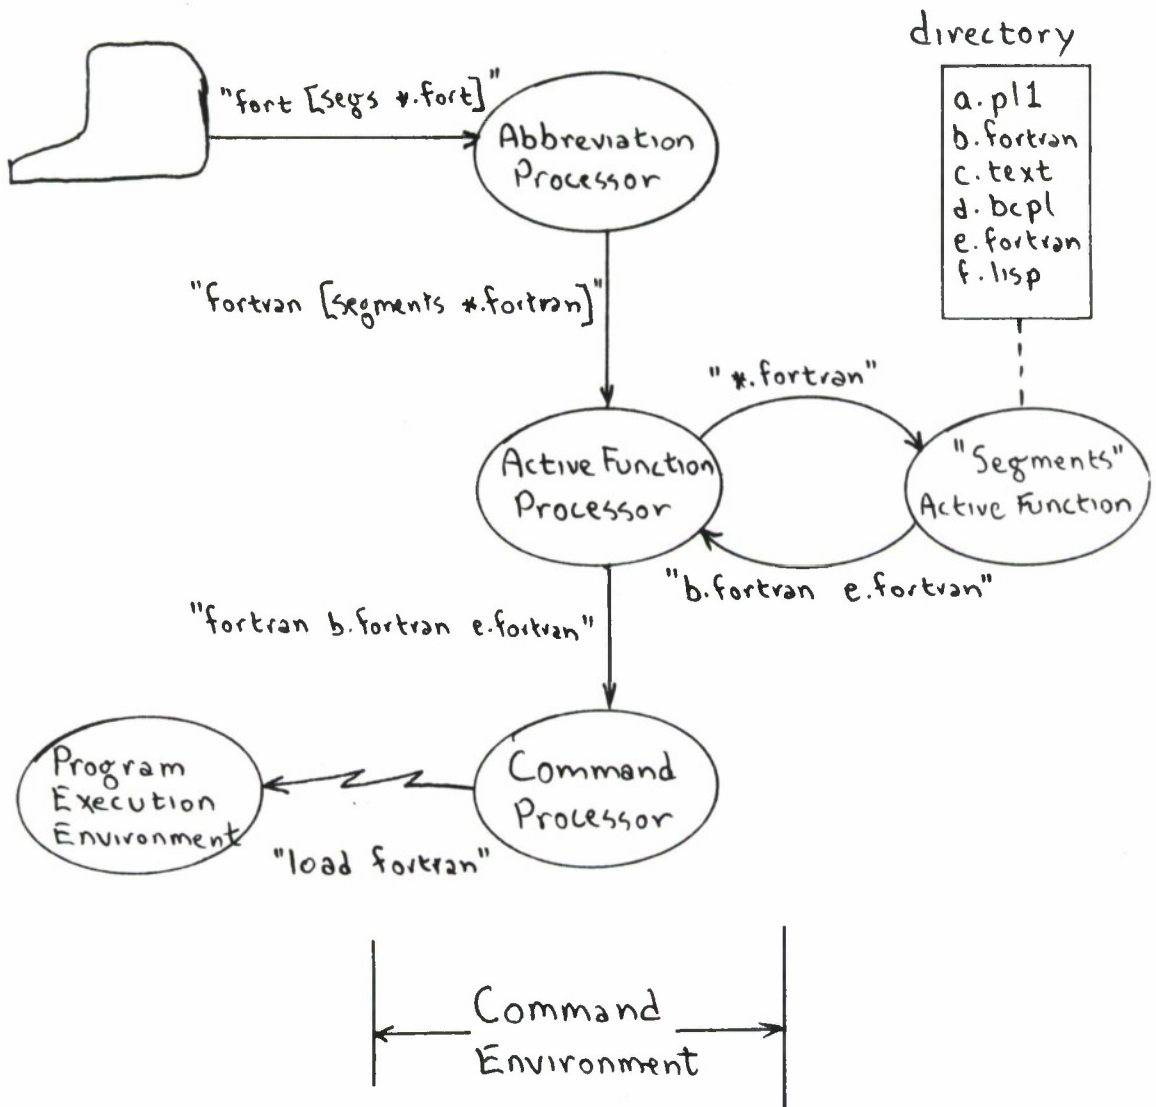 directory
"fort [segs *.fort]"
a.pl1
b.fortran
c.text
d.bcpl
e.fortran
f.lisp
Abbreviation
Processor
"fortran [segments *.fortran]"
"*.fortran"
Active Function
Processor
"Segments"
Active Function
"b.fortran e.fortran"
"fortran b.fortran e.fortran"
Program
Execution
Environment
Command
Processor
"load fortran"
Command
Environment